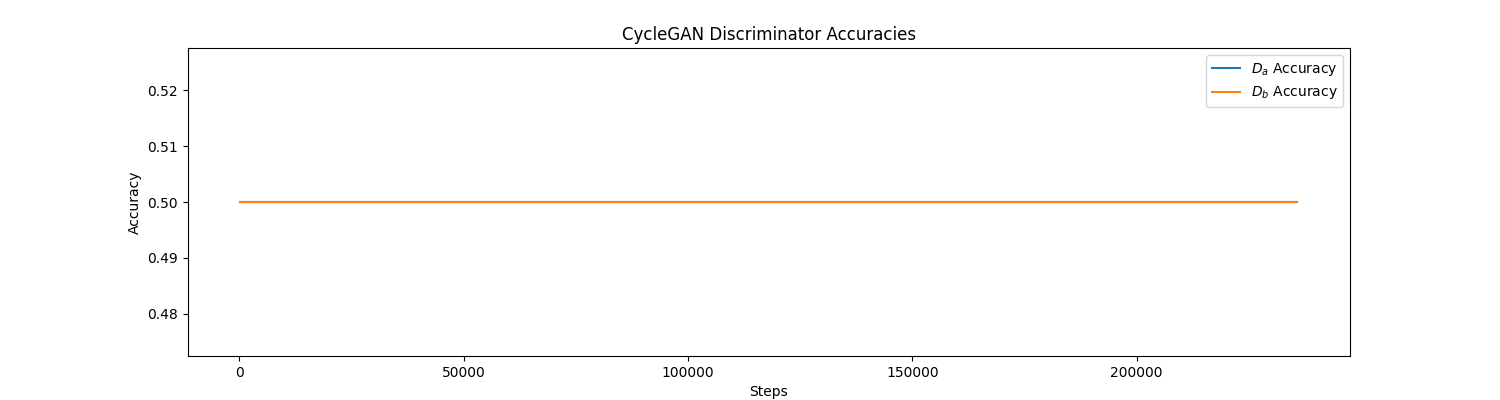 CycleGAN Discriminator Accuracies
D_a Accuracy
D_b Accuracy
0.52
0.51
0.50
0.49
0.48
Accuracy
0 50000 100000 150000 200000
Steps